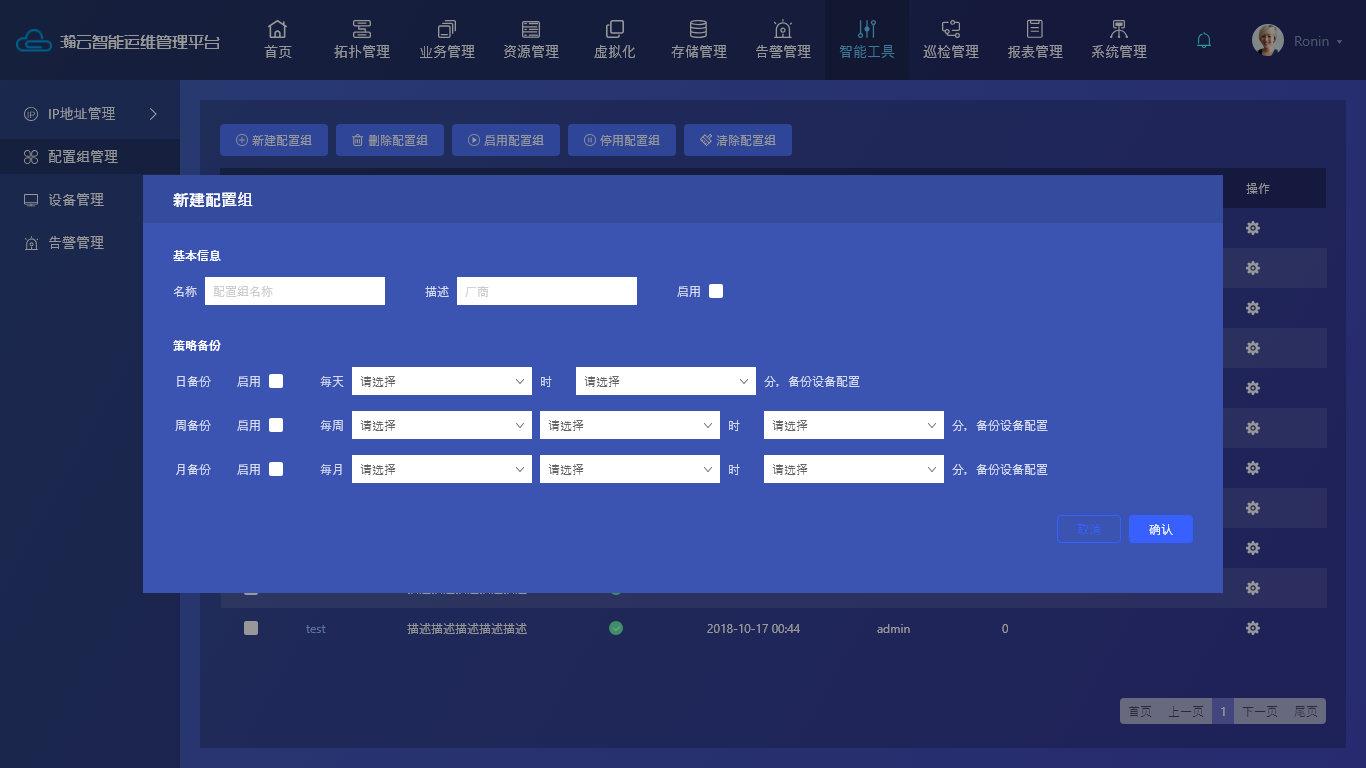 瀚云智能运维管理平台
首页 拓扑管理 业务管理 资源管理 虚拟化 存储管理 告警管理 智能工具 巡检管理 报表管理 系统管理
Ronin
IP地址管理
配置组管理
设备管理
告警管理
新建配置组 删除配置组 启用配置组 停用配置组 清除配置组
操作
新建配置组
基本信息
名称 配置组名称 描述 厂商 启用
策略备份
日备份 启用 每天 请选择 时 请选择 分，备份设备配置
周备份 启用 每周 请选择 请选择 时 请选择 分，备份设备配置
月备份 启用 每月 请选择 请选择 时 请选择 分，备份设备配置
取消 确认
test 描述描述描述描述描述 2018-10-17 00:44 admin 0
首页 上一页 1 下一页 尾页